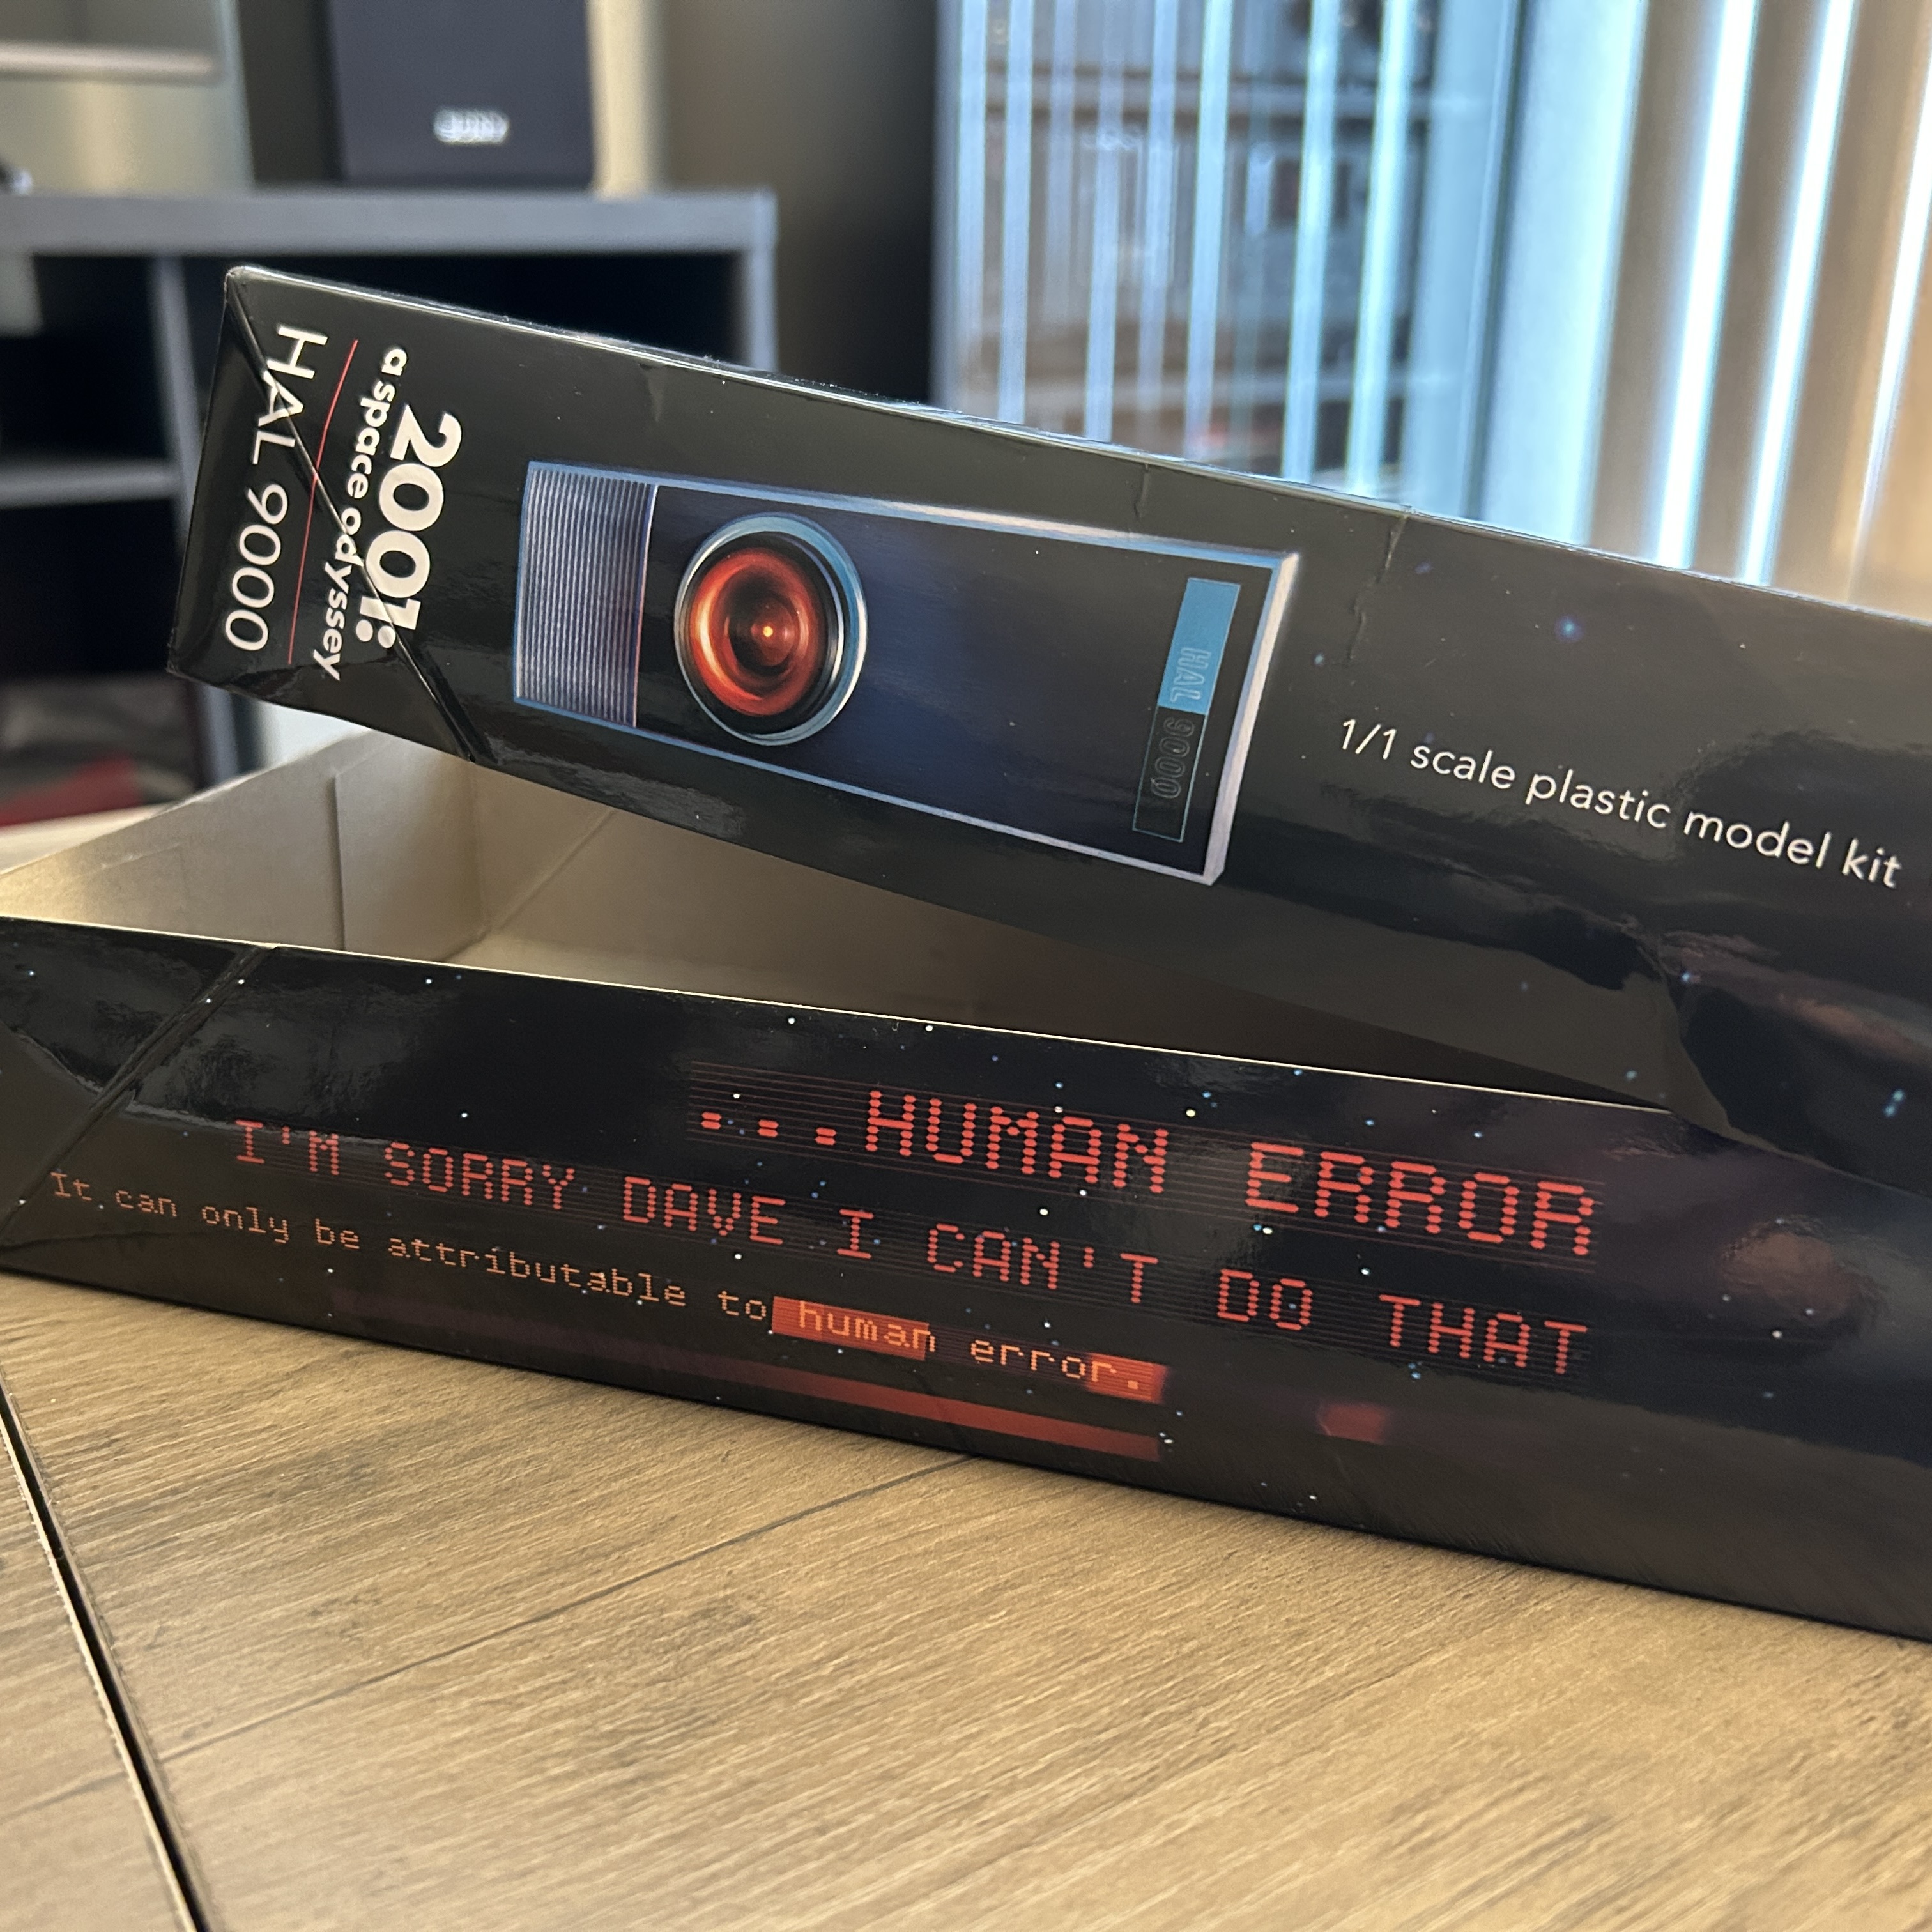 2001:
a space odyssey
HAL 9000
HAL 9000
1/1 scale plastic model kit
...HUMAN ERROR
I'M SORRY DAVE I CAN'T DO THAT
It can only be attributable to human error.
SONY